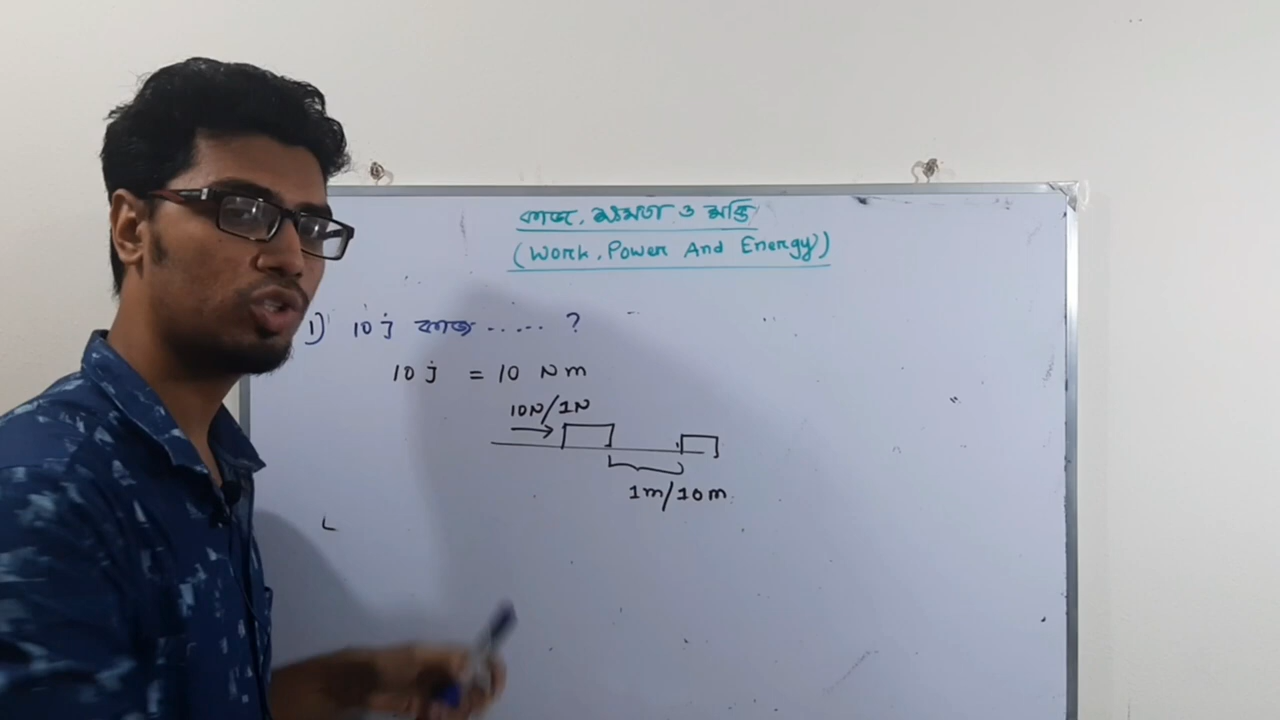 কাজ, ক্ষমতা ও শক্তি
(Work, Power And Energy)
1) 10 j কাজ ..... ?
10 j = 10 Nm
10N/1N
1m/10m